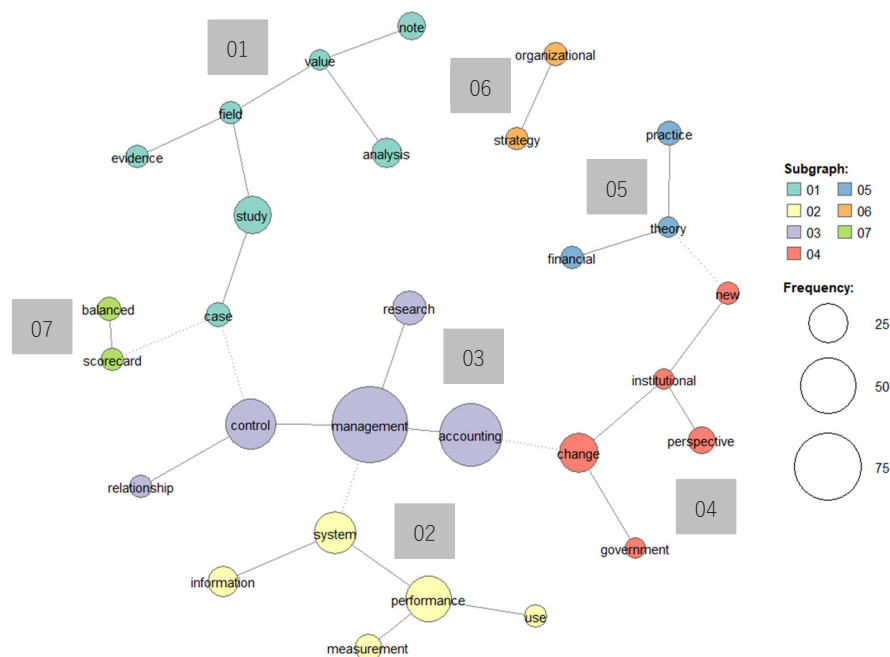 note
01
value
organizational
06
field
strategy
practice
evidence
analysis
Subgraph:
01 05
02 06
03 07
04
05
study
theory
financial
new
Frequency:
25
50
75
balanced
07
scorecard
case
research
03
institutional
control
management
accounting
perspective
change
relationship
04
02
system
government
information
performance
use
measurement